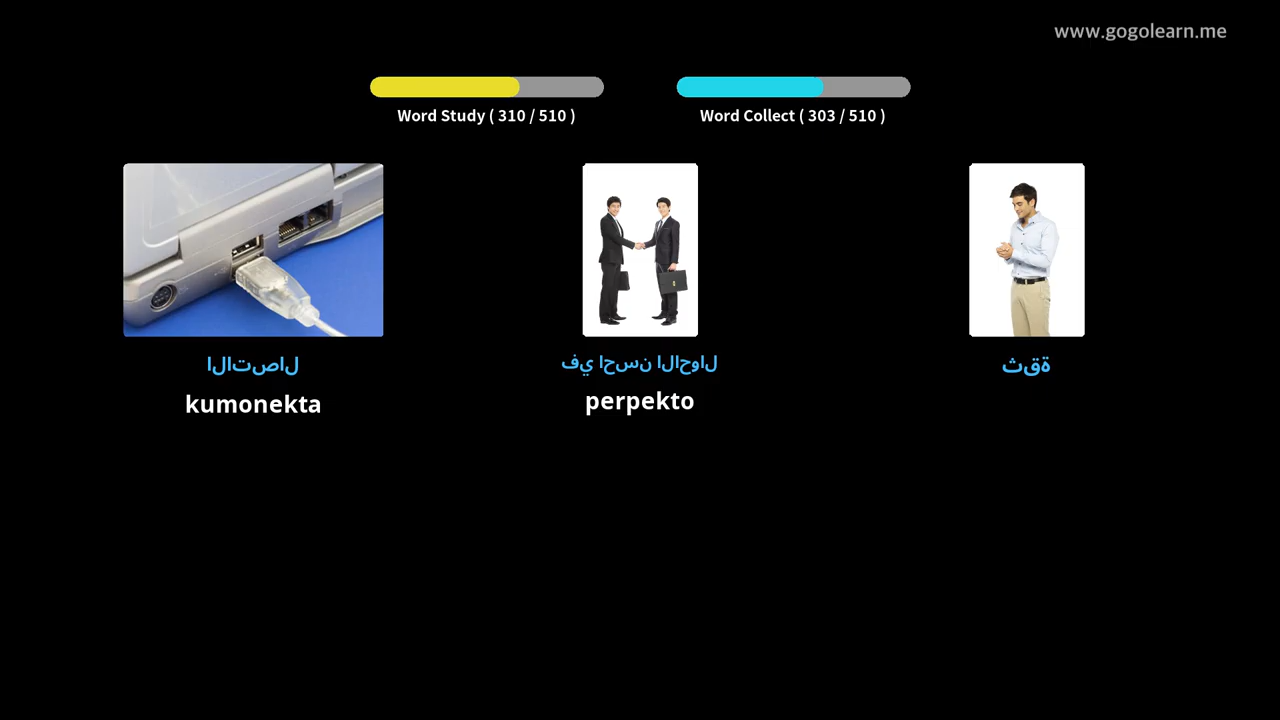 www.gogolearn.me
Word Study ( 310 / 510 )
Word Collect ( 303 / 510 )
الاتصال
في احسن الاحوال
ثقة
kumonekta
perpekto